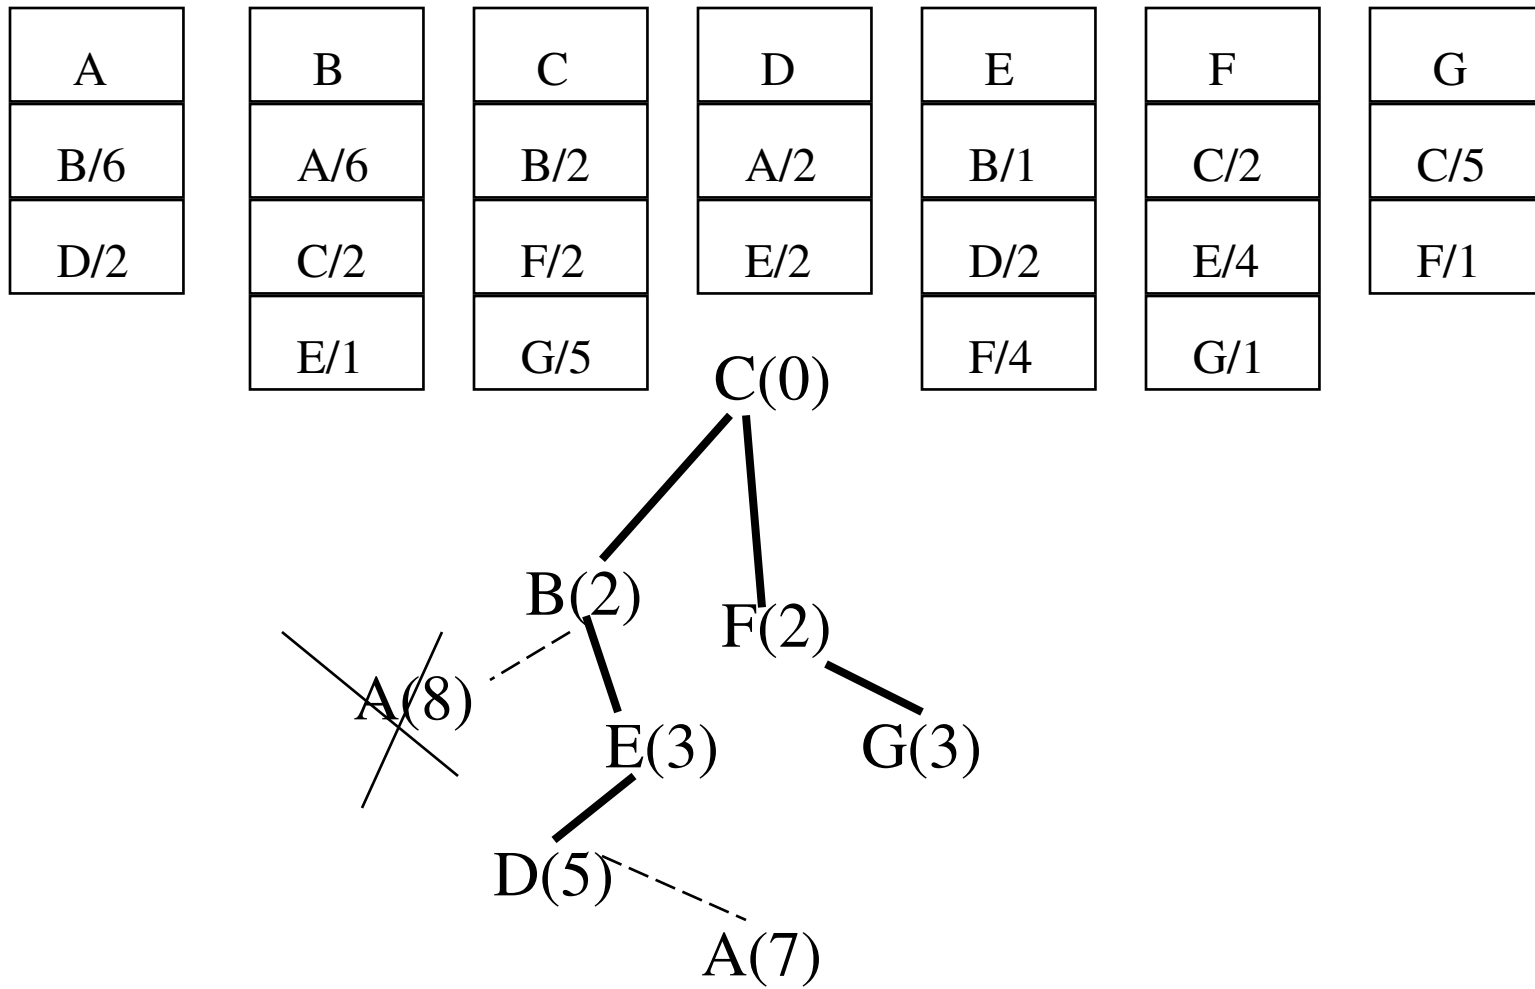 A B C D E F G
B/6 A/6 B/2 A/2 B/1 C/2 C/5
D/2 C/2 F/2 E/2 D/2 E/4 F/1
E/1 G/5 F/4 G/1
C(0)
B(2) F(2)
A(8)
E(3) G(3)
D(5)
A(7)